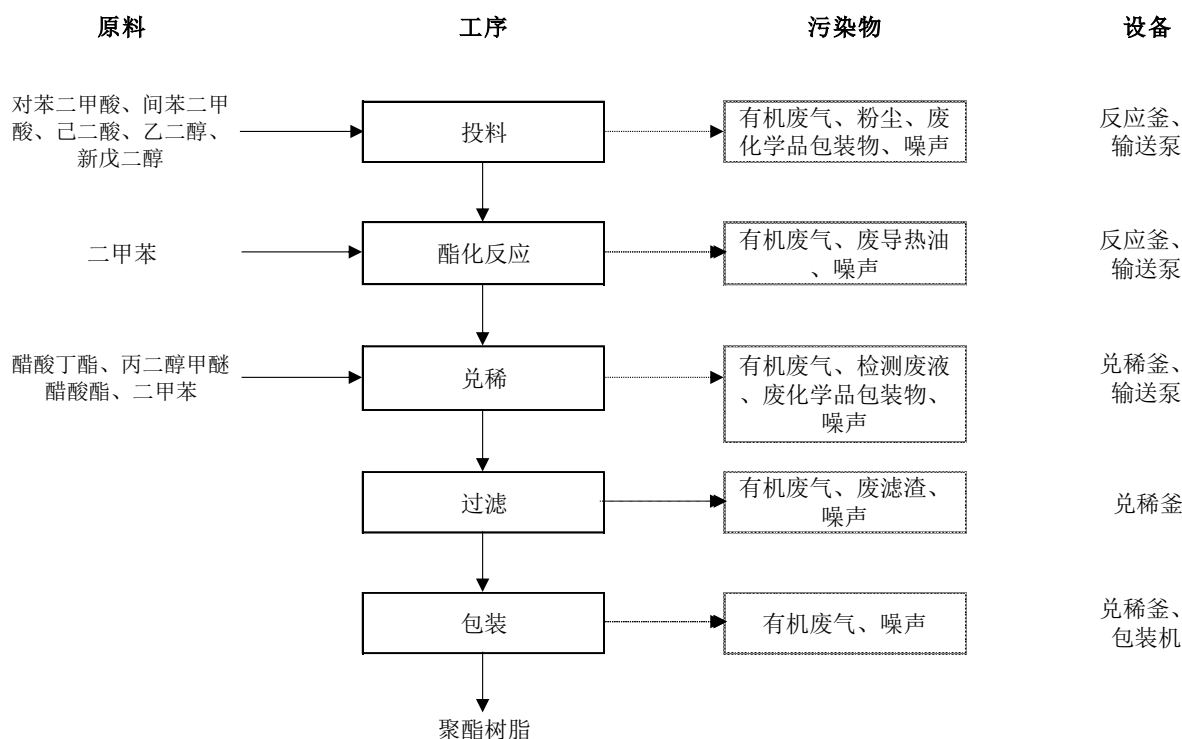 原料 工序 污染物 设备
对苯二甲酸、间苯二甲
酸、己二酸、乙二醇、
新戊二醇
投料
有机废气、粉尘、废
化学品包装物、噪声
反应釜、
输送泵
二甲苯
酯化反应
有机废气、废导热油
、噪声
反应釜、
输送泵
醋酸丁酯、丙二醇甲醚
醋酸酯、二甲苯
兑稀
有机废气、检测废液
、废化学品包装物、
噪声
兑稀釜、
输送泵
过滤
有机废气、废滤渣、
噪声
兑稀釜
包装
有机废气、噪声
兑稀釜、
包装机
聚酯树脂